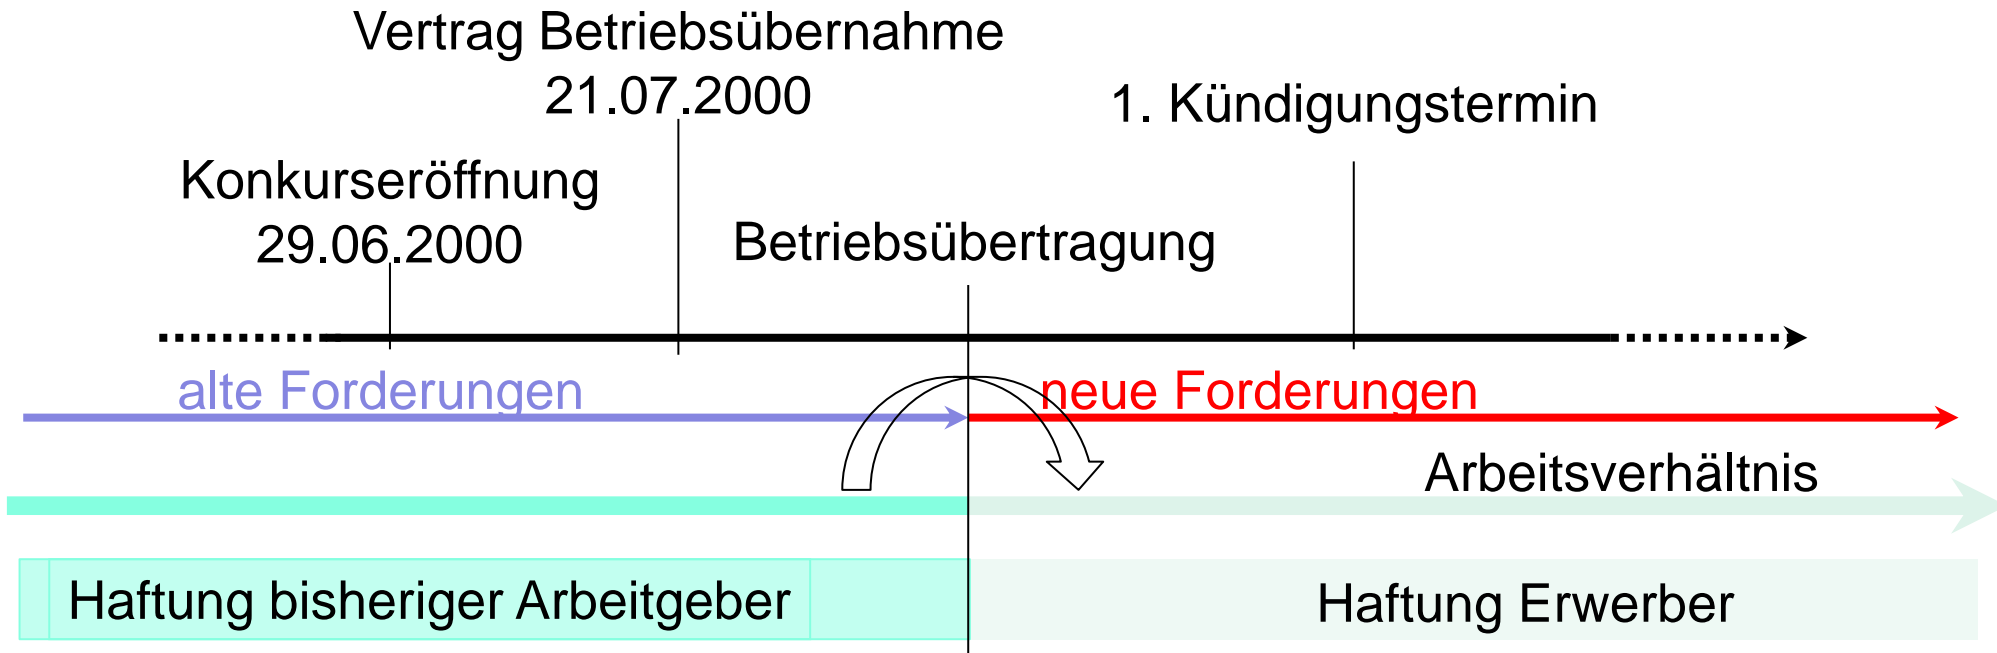 Vertrag Betriebsübernahme
21.07.2000
1. Kündigungstermin
Konkurseröffnung
29.06.2000
Betriebsübertragung
alte Forderungen
neue Forderungen
Arbeitsverhältnis
Haftung bisheriger Arbeitgeber
Haftung Erwerber